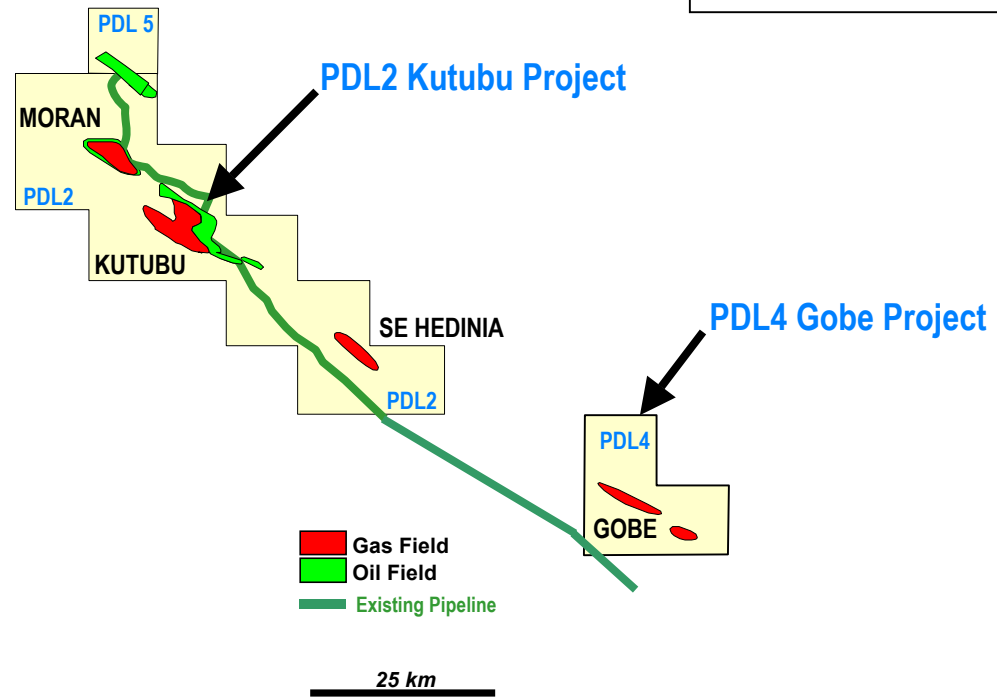 PDL 5
PDL2 Kutubu Project
MORAN
PDL2
KUTUBU
SE HEDINIA
PDL4 Gobe Project
PDL2
PDL4
GOBE
Gas Field
Oil Field
Existing Pipeline
25 km